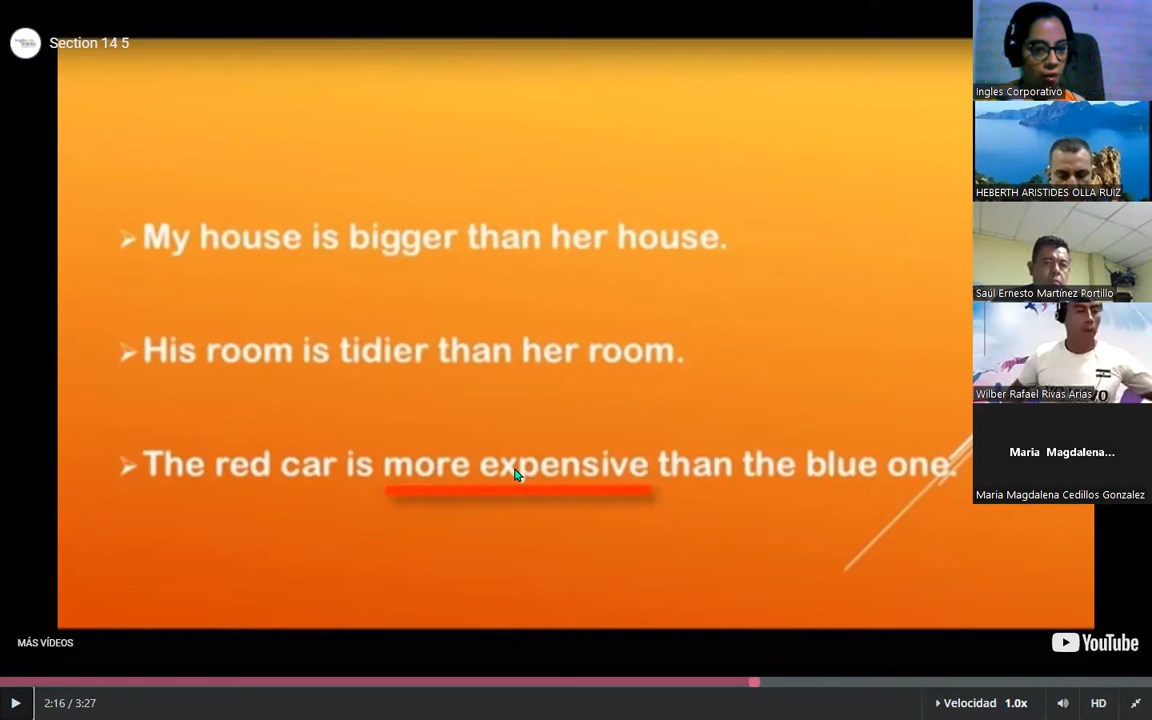 Section 14 5
Ingles Corporativo
HEBERTH ARISTIDES OLLA RUIZ
My house is bigger than her house.
Saúl Ernesto Martínez Portillo
His room is tidier than her room.
Wilber Rafael Rivas Arias
The red car is more expensive than the blue one.
Maria Magdalena...
Maria Magdalena Cedillos Gonzalez
MÁS VÍDEOS
YouTube
2:16 / 3:27
Velocidad 1.0x
HD